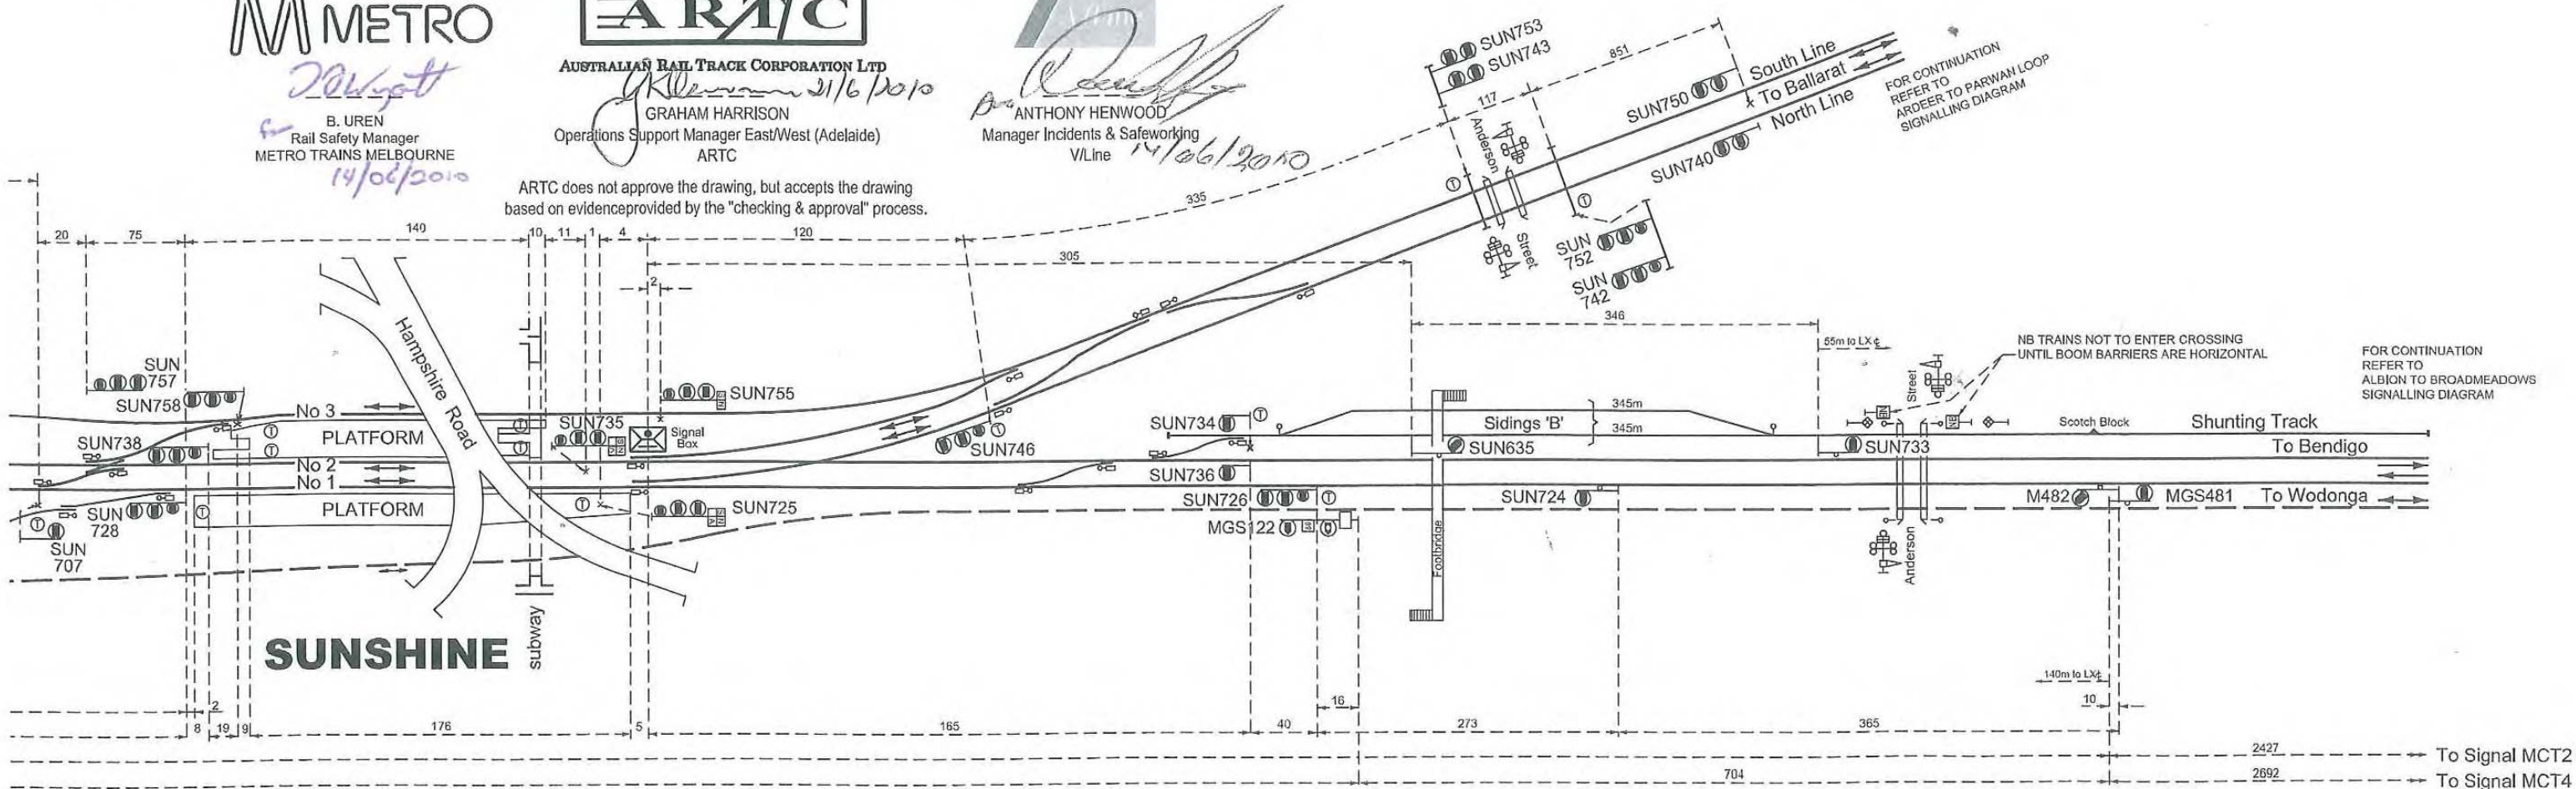 METRO
B. UREN
Rail Safety Manager
METRO TRAINS MELBOURNE
14/06/2010
ARTC
AUSTRALIAN RAIL TRACK CORPORATION LTD
21/6/2010
GRAHAM HARRISON
Operations Support Manager East/West (Adelaide)
ARTC
ARTC does not approve the drawing, but accepts the drawing
based on evidenceprovided by the "checking & approval" process.
ANTHONY HENWOOD
Manager Incidents & Safeworking
V/Line
14/06/2010
SUN753
SUN743
851
117
335
SUN750
South Line
To Ballarat
North Line
SUN740
FOR CONTINUATION
REFER TO
ARDEER TO PARWAN LOOP
SIGNALLING DIAGRAM
Anderson
Street
SUN
752
SUN
742
20
75
140
10
11
1
4
120
305
2
346
55m to LX ¢
NB TRAINS NOT TO ENTER CROSSING
UNTIL BOOM BARRIERS ARE HORIZONTAL
FOR CONTINUATION
REFER TO
ALBION TO BROADMEADOWS
SIGNALLING DIAGRAM
SUN
757
SUN758
Hampshire Road
No 3
PLATFORM
SUN735
SUN755
Signal
Box
SUN738
No 2
No 1
SUN746
SUN734
SUN736
Sidings 'B'
345m
345m
SUN635
SUN733
Street
Scotch Block
Shunting Track
To Bendigo
SUN
728
PLATFORM
SUN725
SUN726
SUN724
M482
MGS481
To Wodonga
SUN
707
MGS122
Footbridge
Anderson
SUNSHINE
subway
140m to LX¢
8
2
19
9
176
5
165
40
16
273
365
10
2427
To Signal MCT2
704
2692
To Signal MCT4